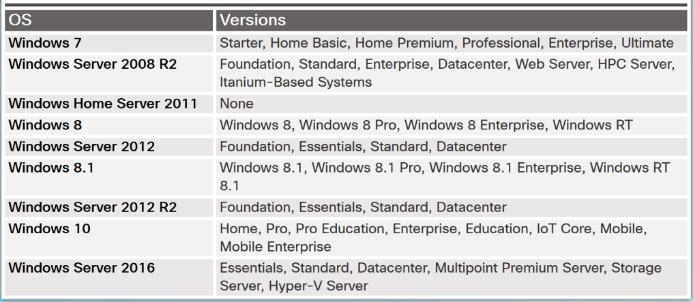 OS Versions
Windows 7 Starter, Home Basic, Home Premium, Professional, Enterprise, Ultimate
Windows Server 2008 R2 Foundation, Standard, Enterprise, Datacenter, Web Server, HPC Server,
Itanium-Based Systems
Windows Home Server 2011 None
Windows 8 Windows 8, Windows 8 Pro, Windows 8 Enterprise, Windows RT
Windows Server 2012 Foundation, Essentials, Standard, Datacenter
Windows 8.1 Windows 8.1, Windows 8.1 Pro, Windows 8.1 Enterprise, Windows RT
8.1
Windows Server 2012 R2 Foundation, Essentials, Standard, Datacenter
Windows 10 Home, Pro, Pro Education, Enterprise, Education, IoT Core, Mobile,
Mobile Enterprise
Windows Server 2016 Essentials, Standard, Datacenter, Multipoint Premium Server, Storage
Server, Hyper-V Server